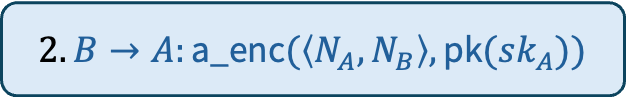 2. B → A: a_enc(⟨N_A, N_B⟩, pk(sk_A))